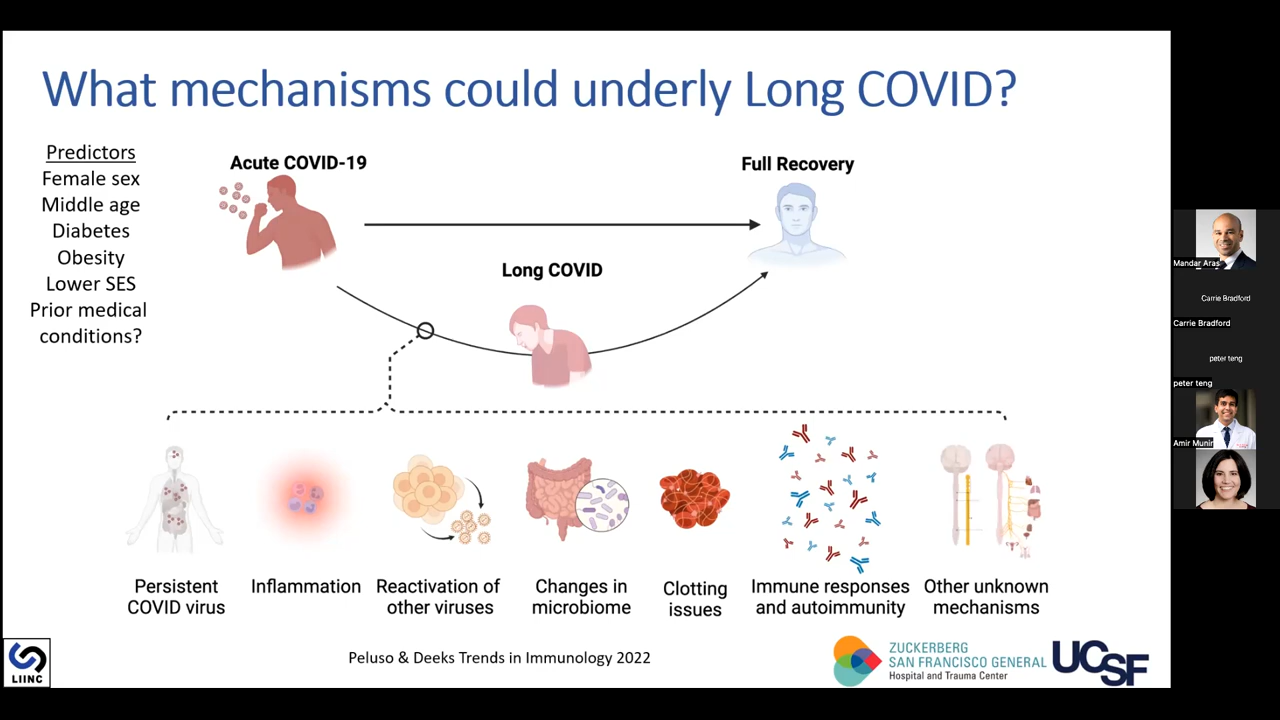 What mechanisms could underly Long COVID?
Predictors
Female sex
Middle age
Diabetes
Obesity
Lower SES
Prior medical
conditions?
Acute COVID-19
Full Recovery
Long COVID
Persistent
COVID virus
Inflammation
Reactivation of
other viruses
Changes in
microbiome
Clotting
issues
Immune responses
and autoimmunity
Other unknown
mechanisms
LIINC
Peluso & Deeks Trends in Immunology 2022
ZUCKERBERG
SAN FRANCISCO GENERAL
Hospital and Trauma Center
UCSF
Mandar Aras
Carrie Bradford
Carrie Bradford
peter teng
peter teng
Amir Munir